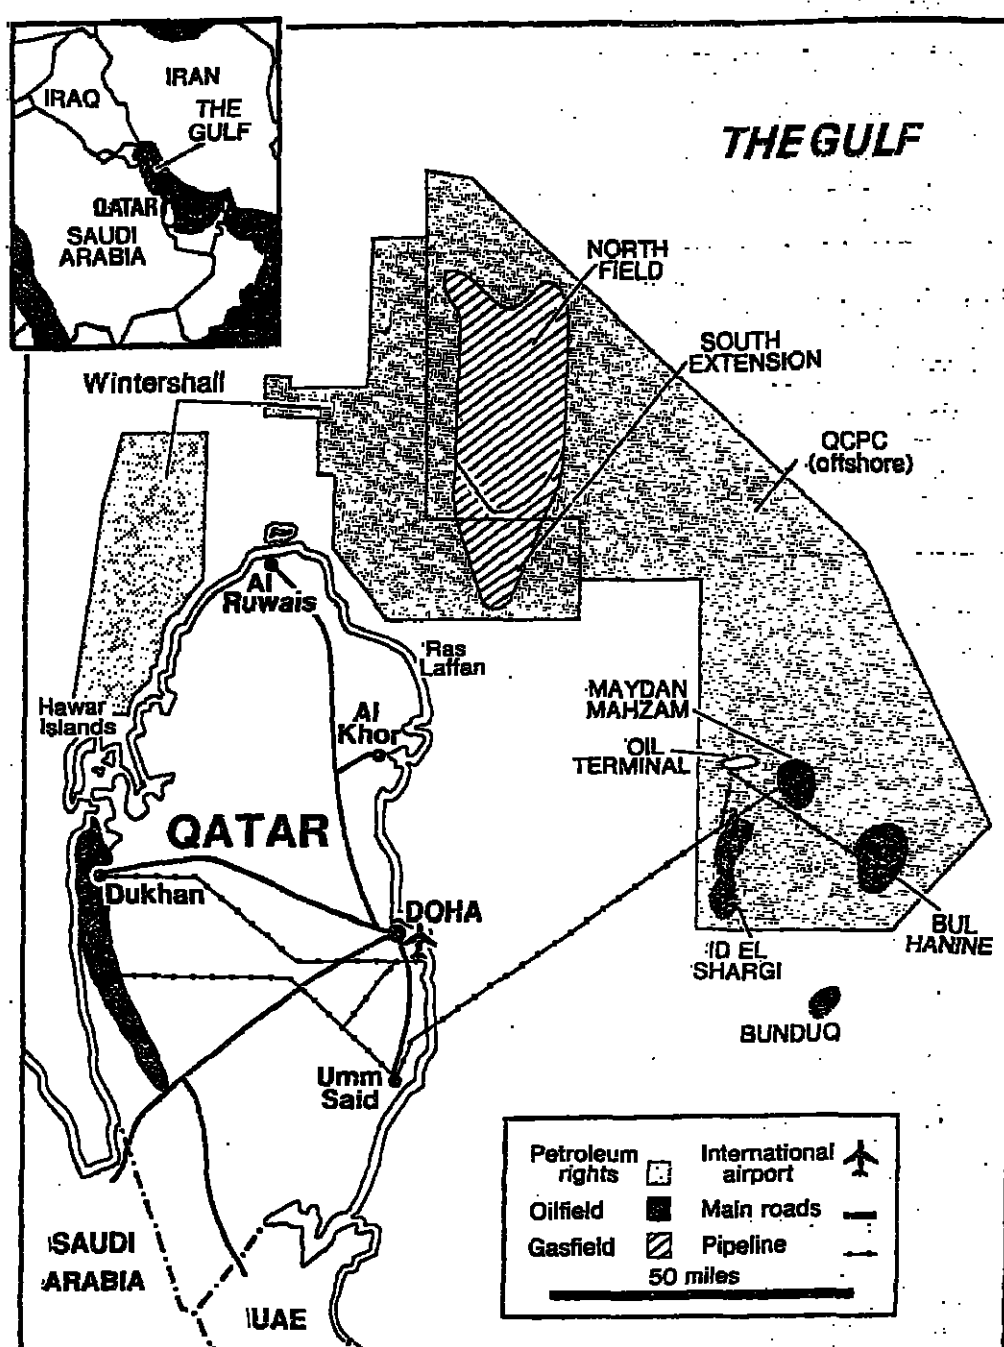 IRAN
IRAQ
THE
GULF
QATAR
SAUDI
ARABIA
THE GULF
NORTH
FIELD
SOUTH
EXTENSION
Wintershall
QCPC
(offshore)
Al
Ruwais
Ras
Laffan
Hawar
Islands
Al
Khor
MAYDAN
MAHZAM
OIL
TERMINAL
QATAR
Dukhan
DOHA
BUL
HANINE
ID EL
SHARGI
BUNDUQ
Umm
Said
SAUDI
ARABIA
UAE
Petroleum
rights
International
airport
Oilfield
Main roads
Gasfield
Pipeline
50 miles